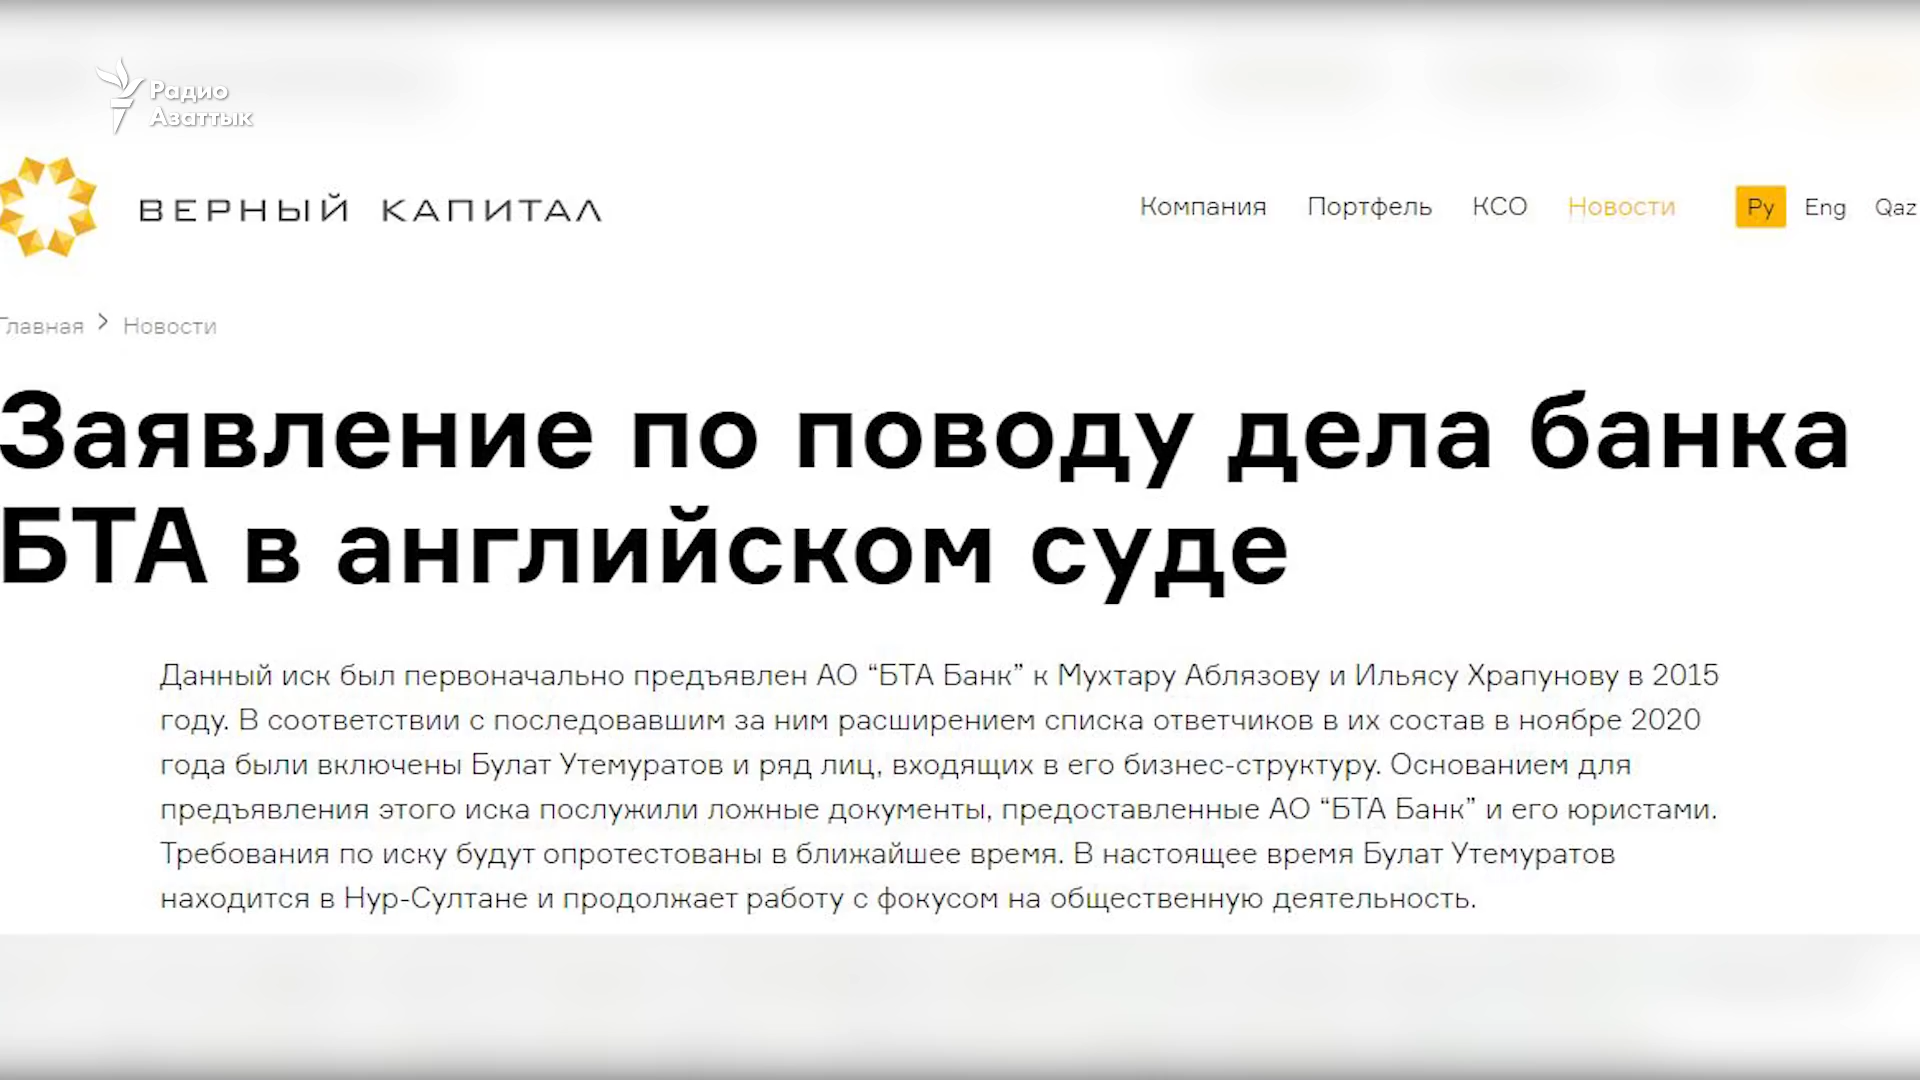 Радио
Азаттык
ВЕРНЫЙ КАПИТАЛ
Компания Портфель КСО Новости Ру Eng Qaz
Главная > Новости
Заявление по поводу дела банка
БТА в английском суде
Данный иск был первоначально предъявлен АО “БТА Банк” к Мухтару Аблязову и Ильясу Храпунову в 2015
году. В соответствии с последовавшим за ним расширением списка ответчиков в их состав в ноябре 2020
года были включены Булат Утемуратов и ряд лиц, входящих в его бизнес-структуру. Основанием для
предъявления этого иска послужили ложные документы, предоставленные АО “БТА Банк” и его юристами.
Требования по иску будут опротестованы в ближайшее время. В настоящее время Булат Утемуратов
находится в Нур-Султане и продолжает работу с фокусом на общественную деятельность.